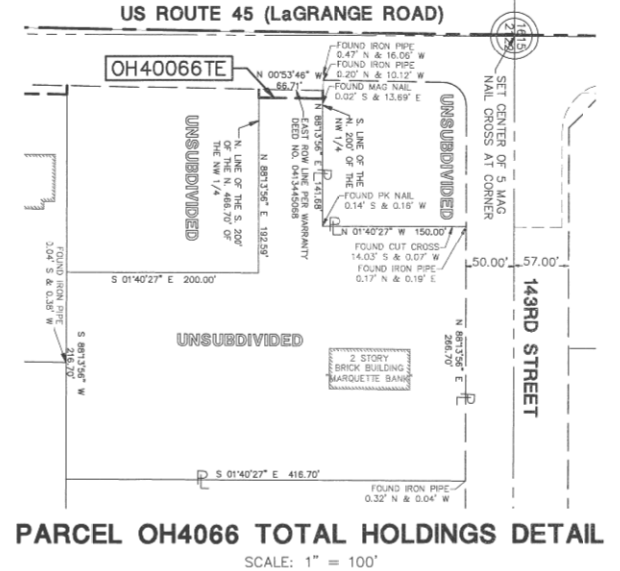 US ROUTE 45 (LaGRANGE ROAD)
1615
2122
FOUND IRON PIPE
0.47' N & 16.06' W
FOUND IRON PIPE
0.20' N & 10.12' W
OH40066TE
N 00°53'46" W
66.71'
FOUND MAG NAIL
0.02' S & 13.69' E
SET CENTER OF 5 MAG
NAIL CROSS AT CORNER
UNSUBDIVIDED
UNSUBDIVIDED
N. LINE OF THE S. 200'
OF THE N. 466.70' OF
THE NW 1/4
N 88°13'56" E 192.59'
EAST ROW LINE PER WARRANTY
DEED NO. 0413445068
N 88°13'56" E 141.68'
S. LINE OF THE
N. 200' OF THE
NW 1/4
FOUND PK NAIL
0.14' S & 0.16' W
N 01°40'27" W 150.00'
FOUND CUT CROSS
14.03' S & 0.07' W
FOUND IRON PIPE
0.17' N & 0.19' E
50.00'
57.00'
FOUND IRON PIPE
0.04' S & 0.38' W
S 01°40'27" E 200.00'
143RD STREET
UNSUBDIVIDED
S 88°13'56" W
216.70'
2 STORY
BRICK BUILDING
MARQUETTE BANK
N 88°13'56" E
266.70'
S 01°40'27" E 416.70'
FOUND IRON PIPE
0.32' N & 0.04' W
PARCEL OH4066 TOTAL HOLDINGS DETAIL
SCALE: 1" = 100'